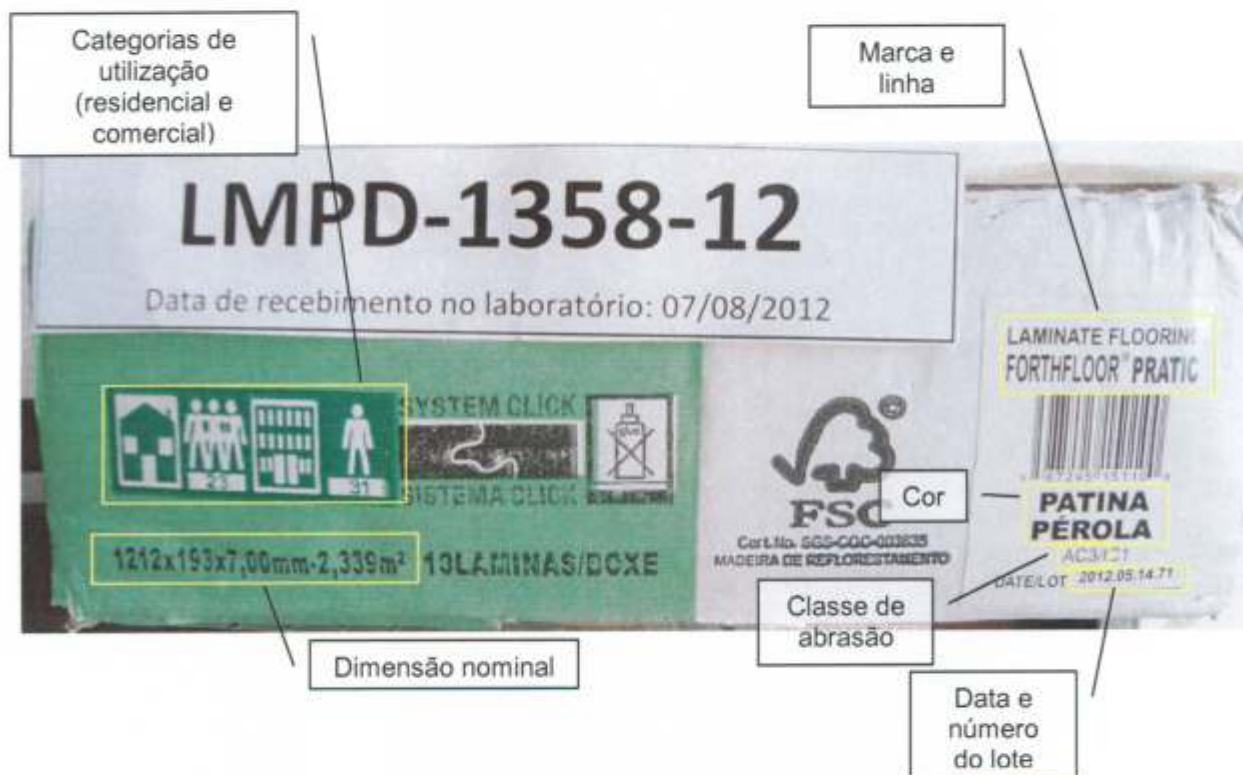 Categorias de
utilização
(residencial e
comercial)
Marca e
linha
LMPD-1358-12
Data de recebimento no laboratório: 07/08/2012
LAMINATE FLOORING
FORTHFLOOR PRATIC
SYSTEM CLICK
23
31
SISTEMA CLICK
FSC
Cor
PATINA
PÉROLA
1212x193x7,00mm-2,339m² 10LAMINAS/BOXE
MADEIRA DE REFLORESTAMENTO
DATE/LOT 2012.05.14.71
Classe de
abrasão
Dimensão nominal
Data e
número
do lote